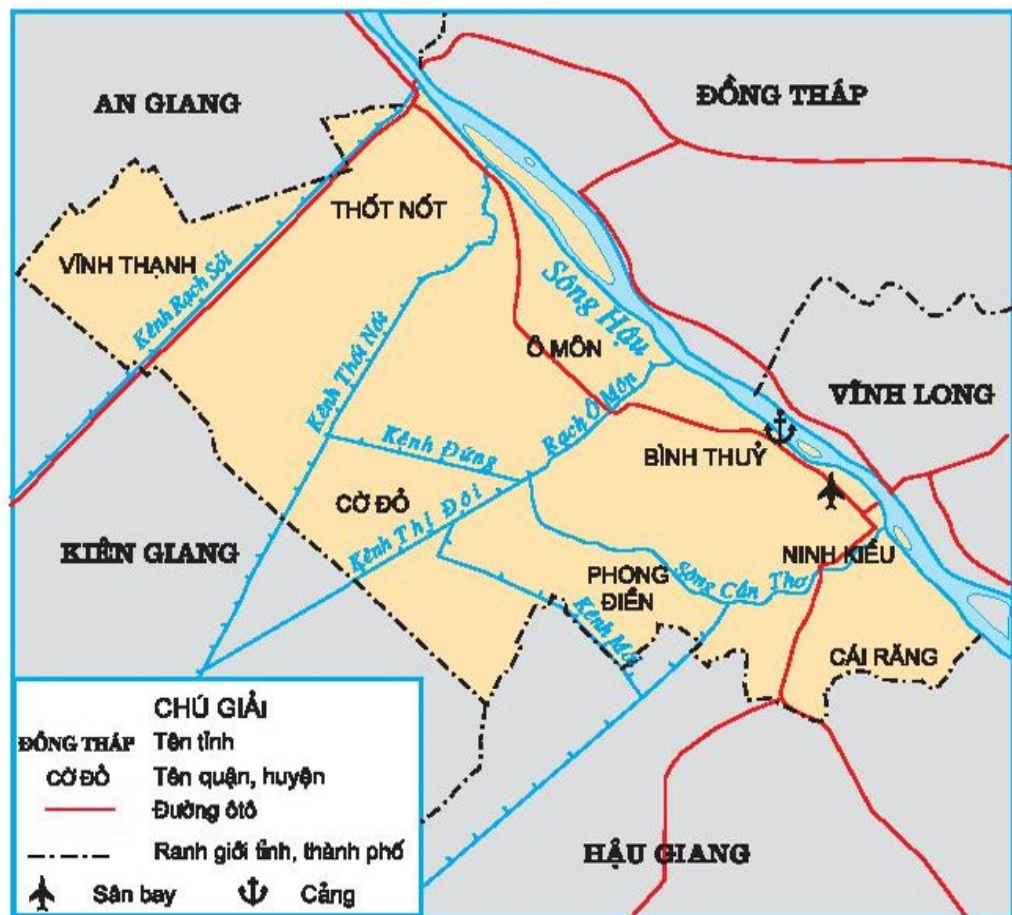 AN GIANG
ĐỒNG THÁP
THỐT NỐT
VĨNH THẠNH
Kênh Rạch Sỏi
Sông Hậu
Kênh Thốt Nốt
Ô MÔN
VĨNH LONG
Rạch Ô Môn
Kênh Đứng
BÌNH THUỶ
CỜ ĐỎ
Kênh Thị Đội
KIÊN GIANG
NINH KIỀU
PHONG
ĐIỀN
Sông Cần Thơ
Kênh Mới
CÁI RĂNG
HẬU GIANG
CHÚ GIẢI
ĐỒNG THÁP Tên tỉnh
CỜ ĐỎ Tên quận, huyện
Đường ôtô
Ranh giới tỉnh, thành phố
Sân bay Cảng